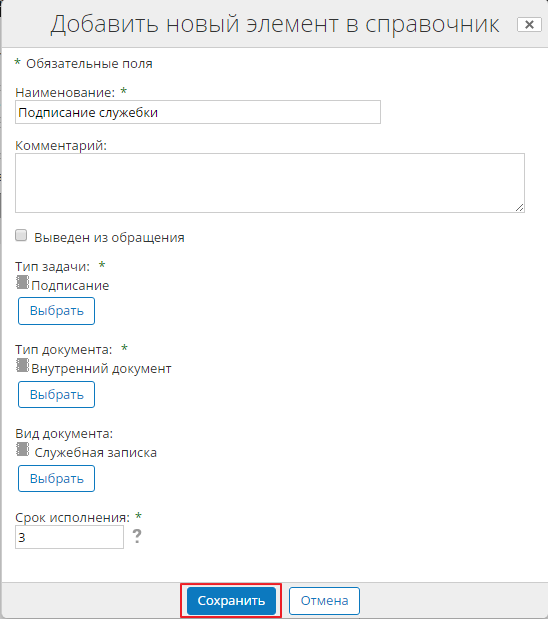 Добавить новый элемент в справочник
* Обязательные поля
Наименование: *
Подписание служебки
Комментарий:
Выведен из обращения
Тип задачи: *
Подписание
Выбрать
Тип документа: *
Внутренний документ
Выбрать
Вид документа:
Служебная записка
Выбрать
Срок исполнения: *
3 ?
Сохранить Отмена